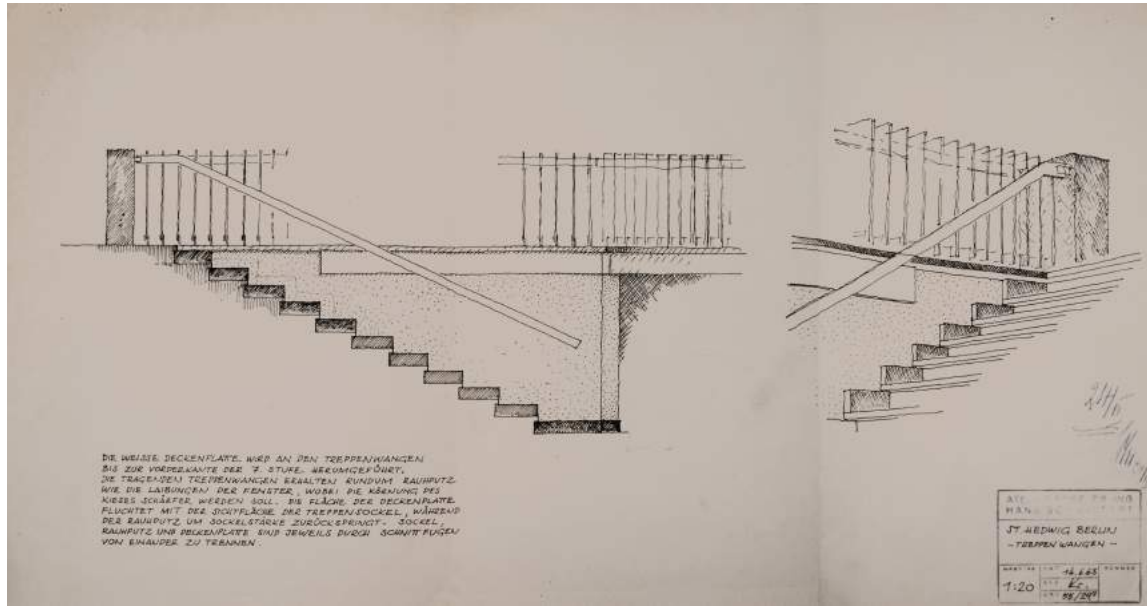 DIE WEISSE DECKENPLATTE WIRD AN DEN TREPPENWANGEN
BIS ZUR VORDERKANTE DER 7. STUFE HERUMGEFÜHRT.
DIE TRAGENDEN TREPPENWANGEN ERHALTEN RUNDUM RAUHPUTZ
WIE DIE LAIBUNGEN DER FENSTER, WOBEI DIE KÖRNUNG DES
KIESES SCHÄRFER WERDEN SOLL. DIE FLÄCHE DER DECKENPLATTE
FLUCHTET MIT DER SICHTFLÄCHE DER TREPPENSOCKEL, WÄHREND
DER RAUHPUTZ UM SOCKELSTÄRKE ZURÜCKSPRINGT. SOCKEL,
RAUHPUTZ UND DECKENPLATTE SIND JEWEILS DURCH SCHNITTFUGEN
VON EINANDER ZU TRENNEN.
ST. HEDWIG BERLIN
- TREPPENWANGEN -
1:20